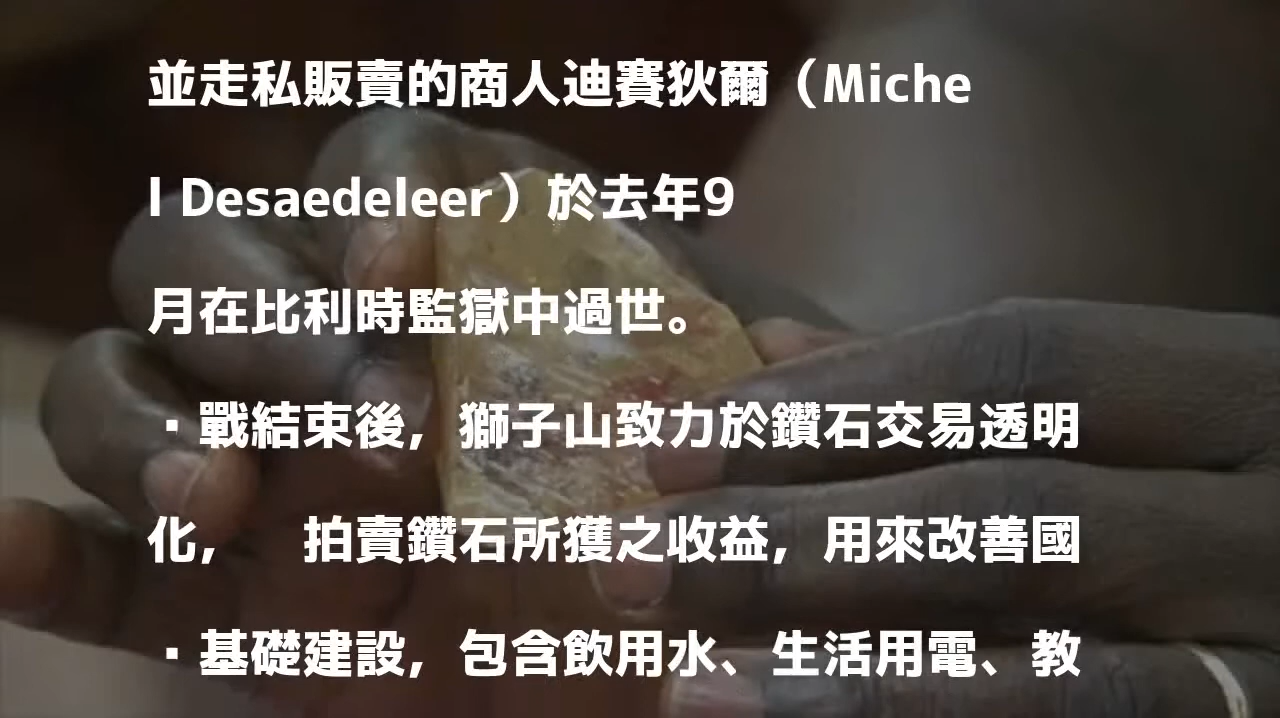 並走私販賣的商人迪賽狄爾（Miche
l Desaedeleer）於去年9
月在比利時監獄中過世。
▪戰結束後，獅子山致力於鑽石交易透明
化，　拍賣鑽石所獲之收益，用來改善國
▪基礎建設，包含飲用水、生活用電、教